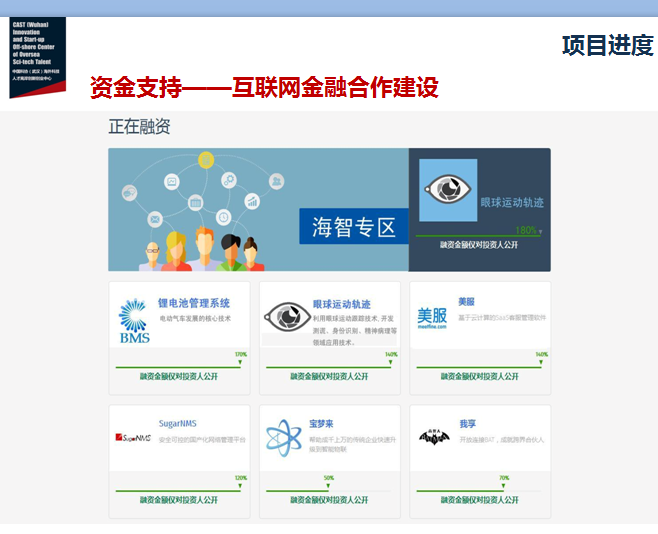 CAST (Wuhan)
Innovation
and Start-up
Off-shore Center
of Oversea
Sci-tech Talent
中国科协（武汉）海外科技
人才离岸创新创业中心
项目进度
资金支持——互联网金融合作建设
正在融资
海智专区
眼球运动轨迹
180%
融资金额仅对投资人公开
BMS
锂电池管理系统
电动气车发展的核心技术
170%
融资金额仅对投资人公开
眼球运动轨迹
利用眼球运动跟踪技术, 开发
测谎、身份识别、精神病理等
领域应用技术。
140%
融资金额仅对投资人公开
美服
meeffine.com
美服
基于云计算的SaaS客服管理软件
140%
融资金额仅对投资人公开
SugarNMS
SugarNMS
安全可控的国产化网络管理平台
120%
融资金额仅对投资人公开
宝梦来
帮助成千上万的传统企业快速升
级到智能物联
50%
融资金额仅对投资人公开
我享
开放连接BAT，成就跨界合伙人
70%
融资金额仅对投资人公开